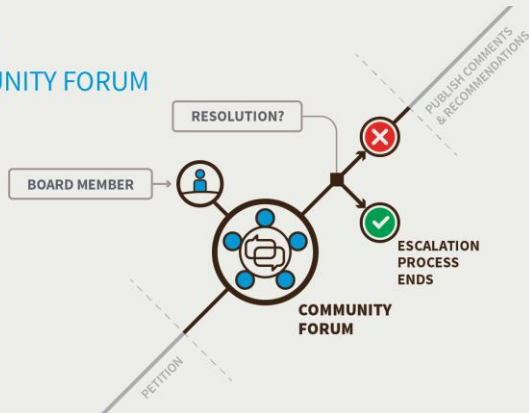 UNITY FORUM
PUBLISH COMMENTS
& RECOMMENDATIONS
RESOLUTION?
BOARD MEMBER
ESCALATION
PROCESS
ENDS
COMMUNITY
FORUM
PETITION